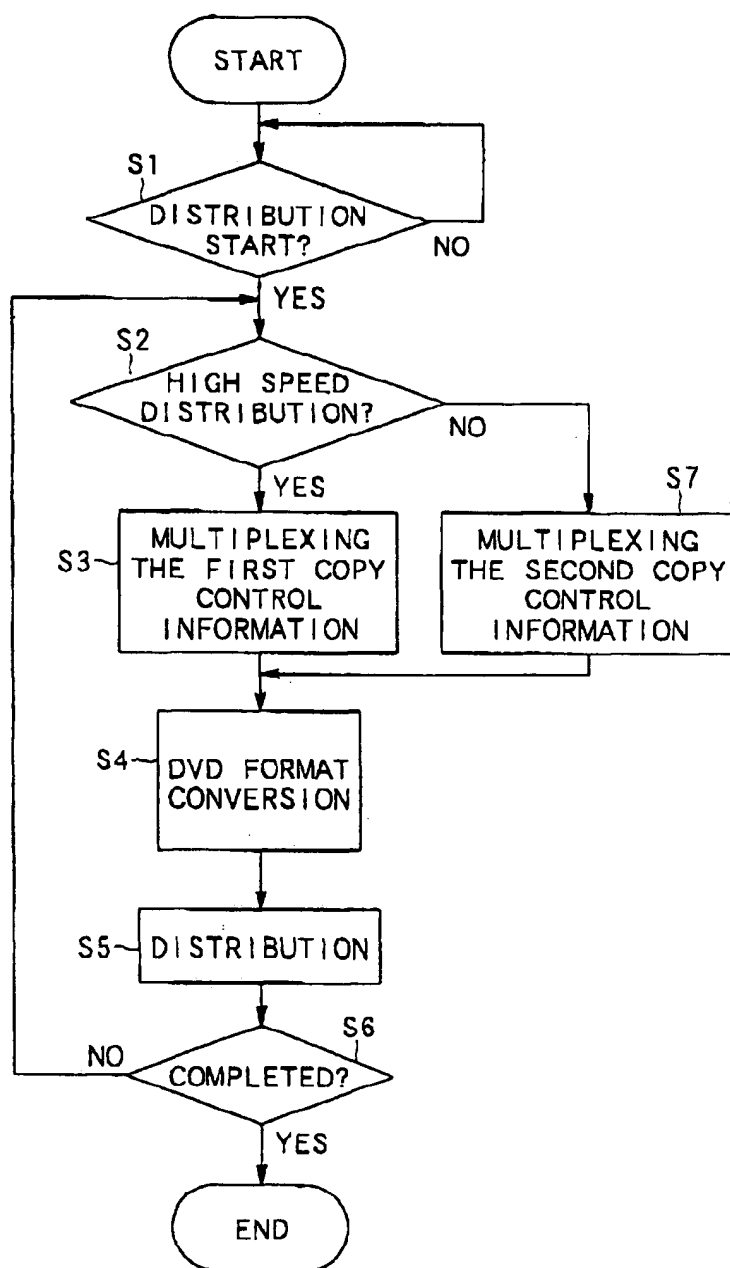 START
S1
DISTRIBUTION
START?
NO
YES
S2
HIGH SPEED
DISTRIBUTION?
NO
YES
S7
S3
MULTIPLEXING
THE FIRST COPY
CONTROL
INFORMATION
MULTIPLEXING
THE SECOND COPY
CONTROL
INFORMATION
S4
DVD FORMAT
CONVERSION
S5
DISTRIBUTION
S6
NO
COMPLETED?
YES
END